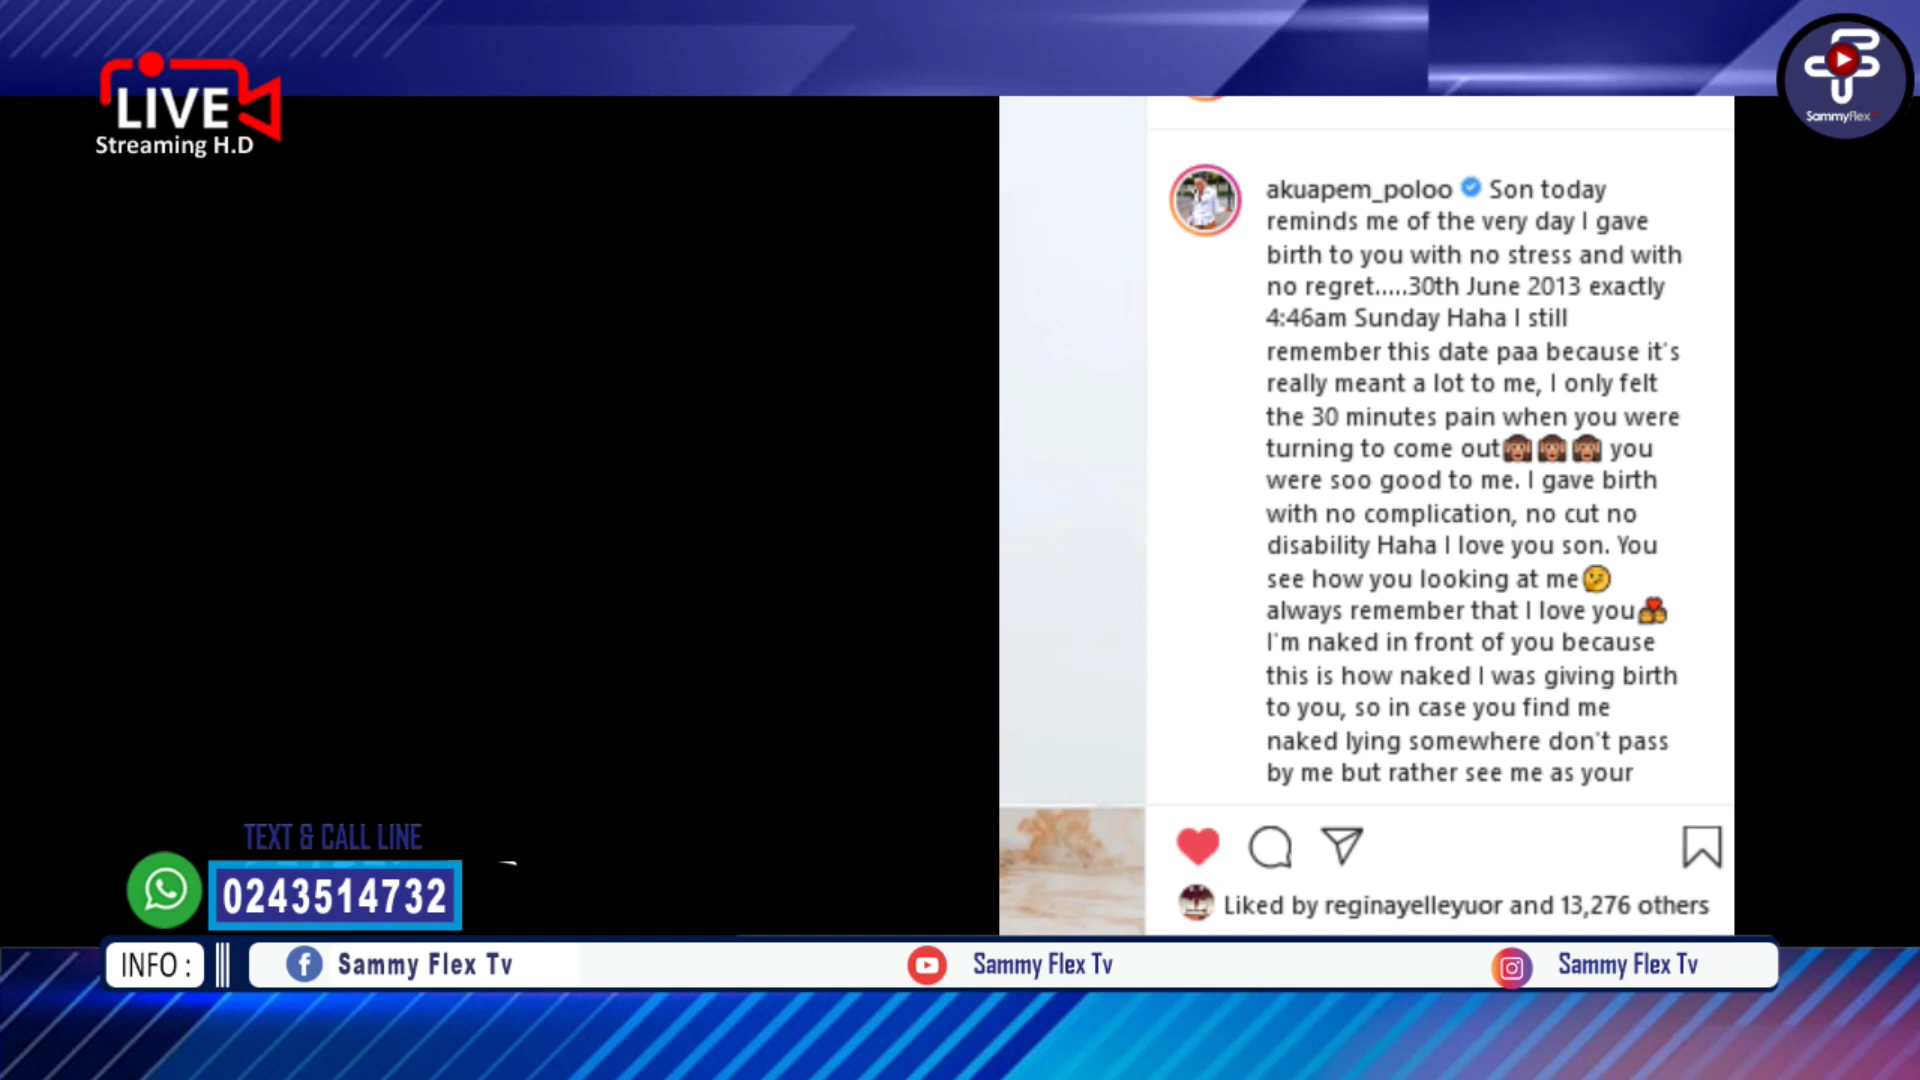 LIVE
Streaming H.D
SammyFlex
akuapem_poloo Son today
reminds me of the very day I gave
birth to you with no stress and with
no regret.....30th June 2013 exactly
4:46am Sunday Haha I still
remember this date paa because it's
really meant a lot to me, I only felt
the 30 minutes pain when you were
turning to come out🙉🙉🙉 you
were soo good to me. I gave birth
with no complication, no cut no
disability Haha I love you son. You
see how you looking at me🫤
always remember that I love you💏
I'm naked in front of you because
this is how naked I was giving birth
to you, so in case you find me
naked lying somewhere don't pass
by me but rather see me as your
Liked by reginayelleyuor and 13,276 others
TEXT & CALL LINE
0243514732
INFO :
Sammy Flex Tv
Sammy Flex Tv
Sammy Flex Tv